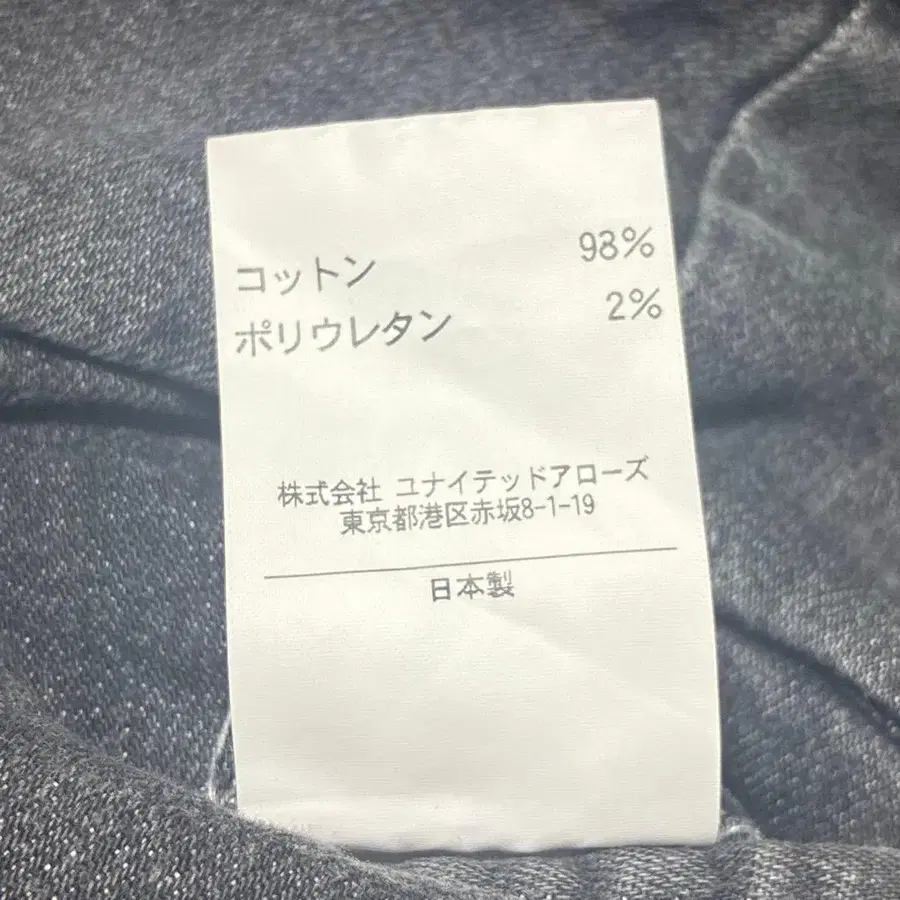 コットン 98%
ポリウレタン 2%
株式会社 ユナイテッドアローズ
東京都港区赤坂8-1-19
日本製